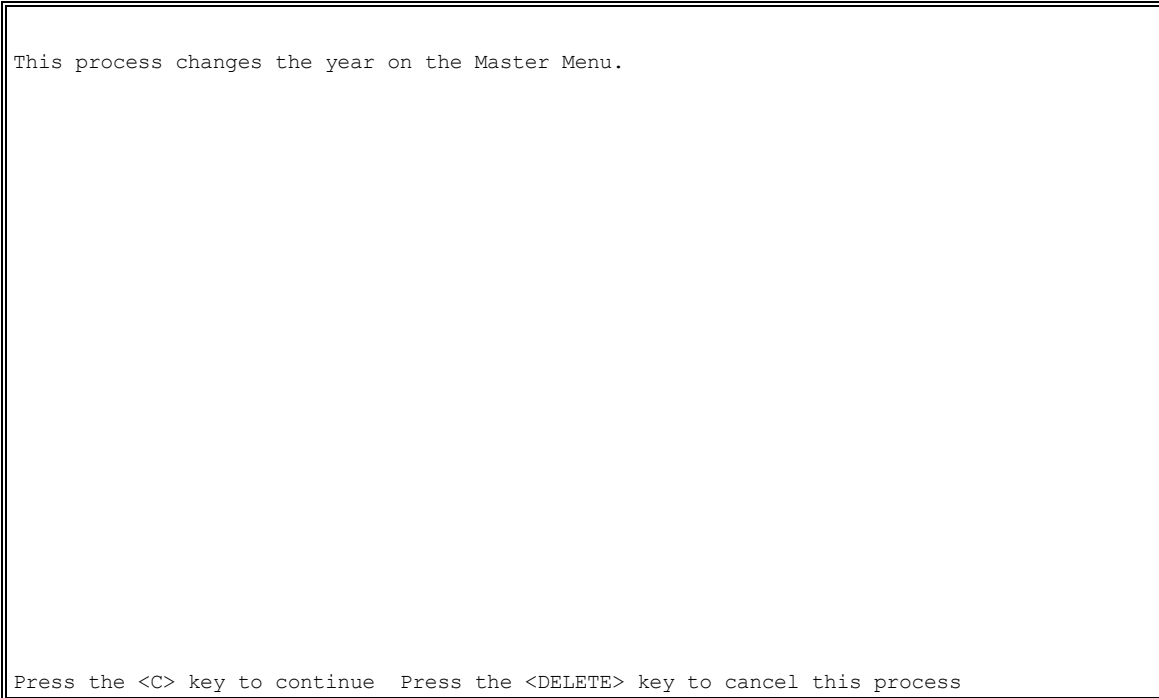 This process changes the year on the Master Menu.
Press the <C> key to continue  Press the <DELETE> key to cancel this process